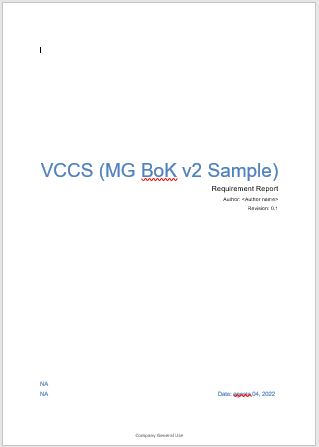 VCCS (MG BoK v2 Sample)
Requirement Report
Author: <Author name>
Revision: 0.1
NA
NA
Date: agosto 04, 2022
Company General Use